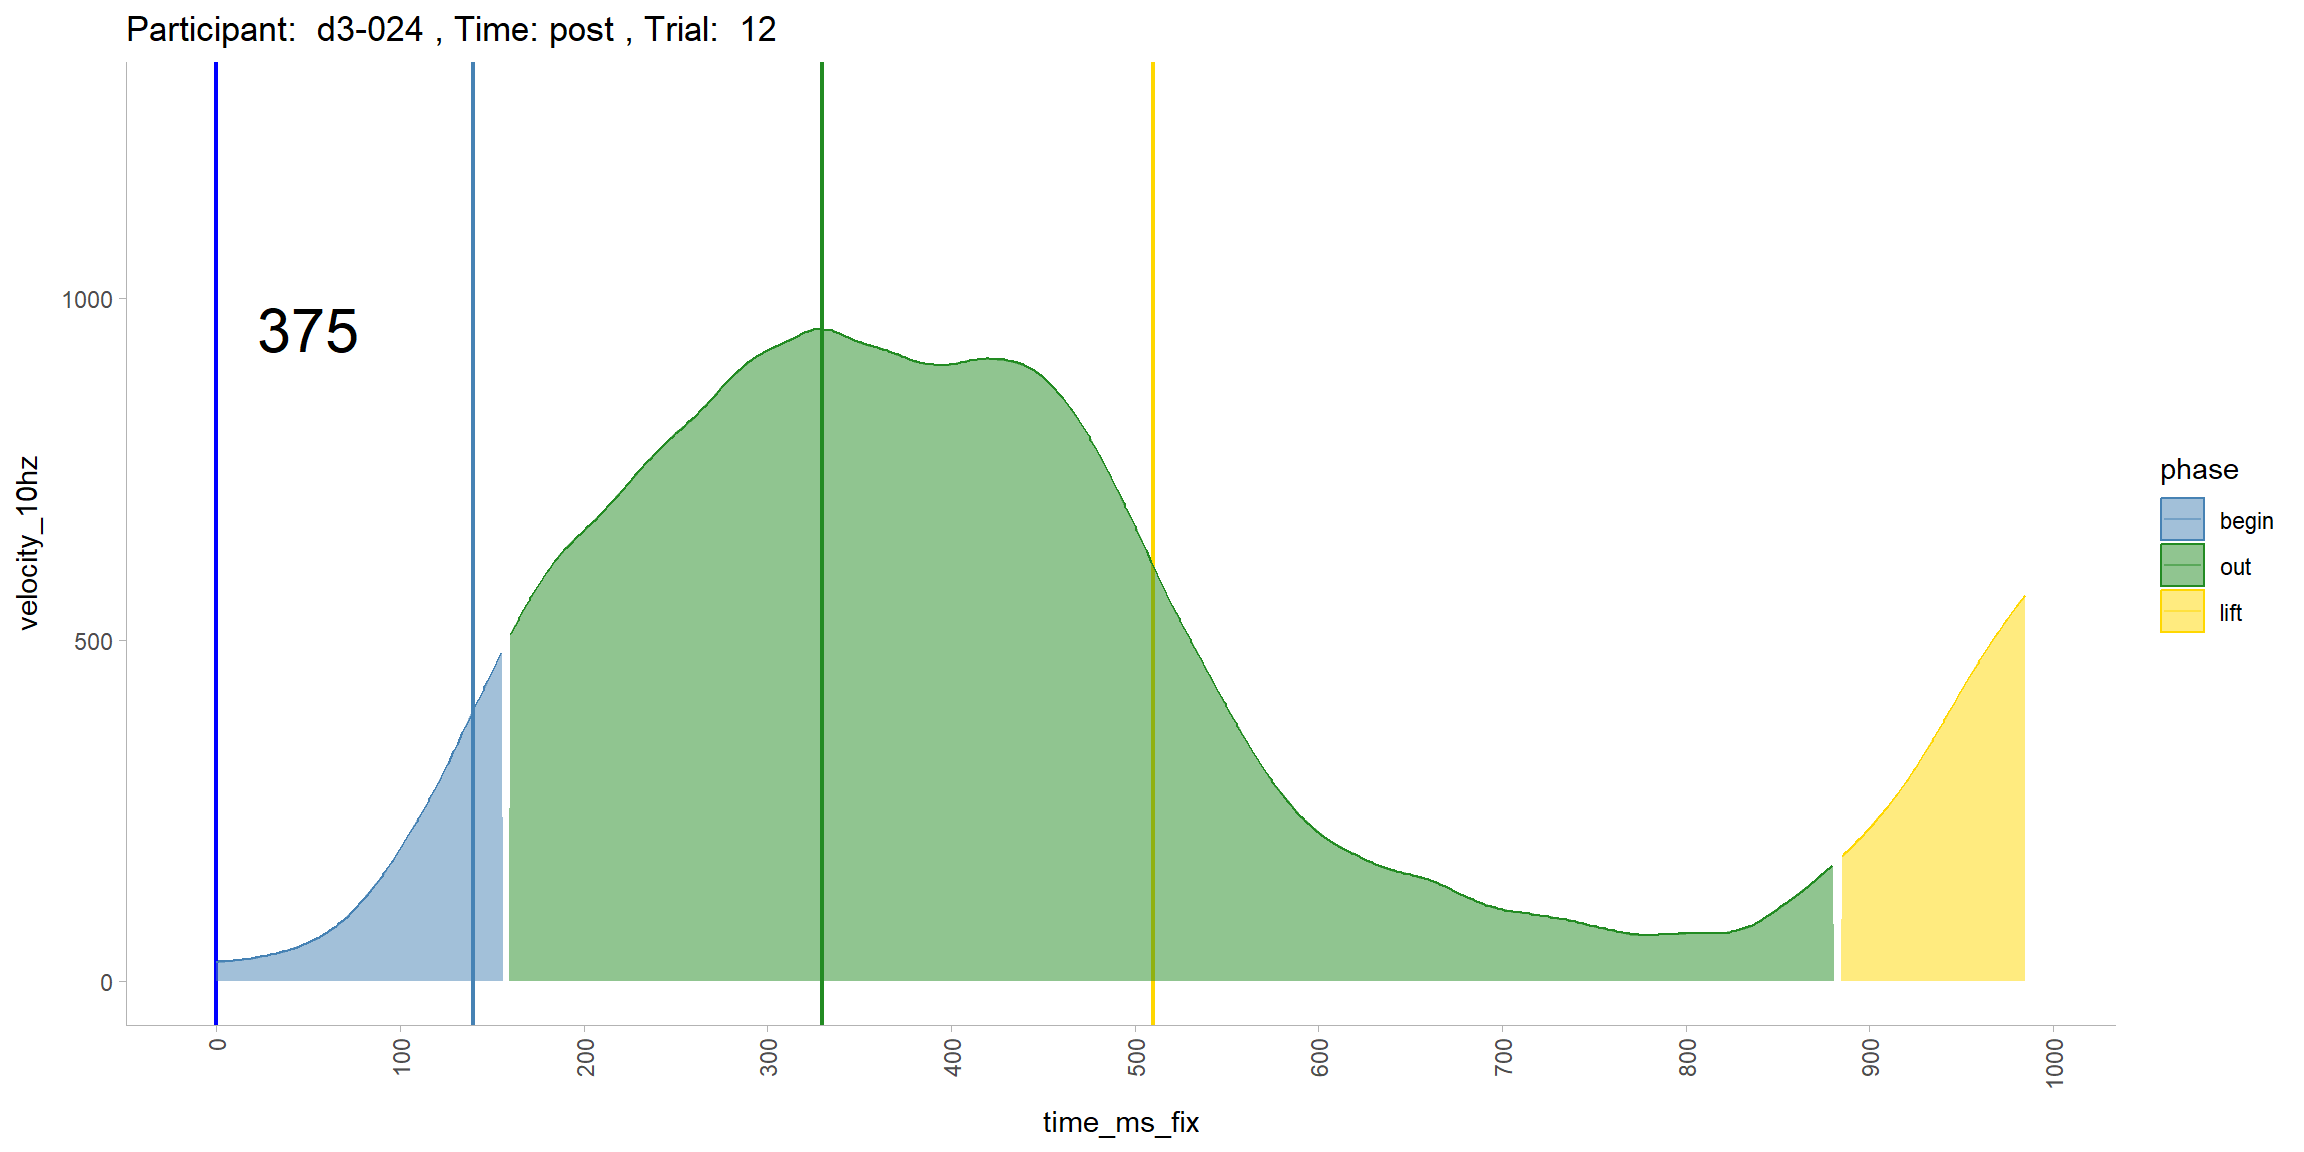 Participant:  d3-024 , Time: post , Trial:  12
1000
375
500
0
velocity_10hz
0
100
200
300
400
500
600
700
800
900
1000
time_ms_fix
phase
begin
out
lift